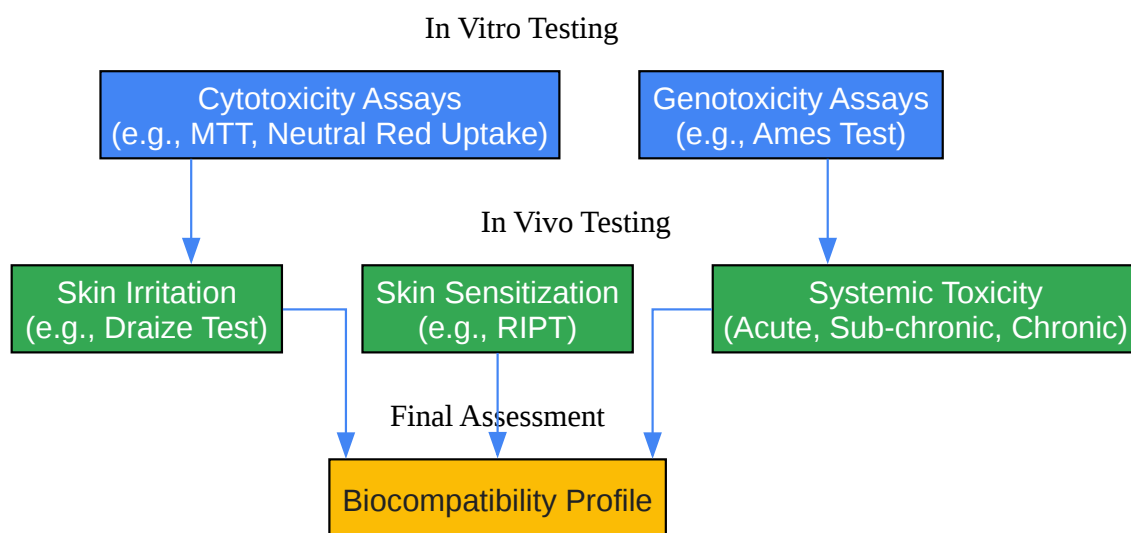 In Vitro Testing
Cytotoxicity Assays
(e.g., MTT, Neutral Red Uptake)
Genotoxicity Assays
(e.g., Ames Test)
In Vivo Testing
Skin Irritation
(e.g., Draize Test)
Skin Sensitization
(e.g., RIPT)
Systemic Toxicity
(Acute, Sub-chronic, Chronic)
Final Assessment
Biocompatibility Profile